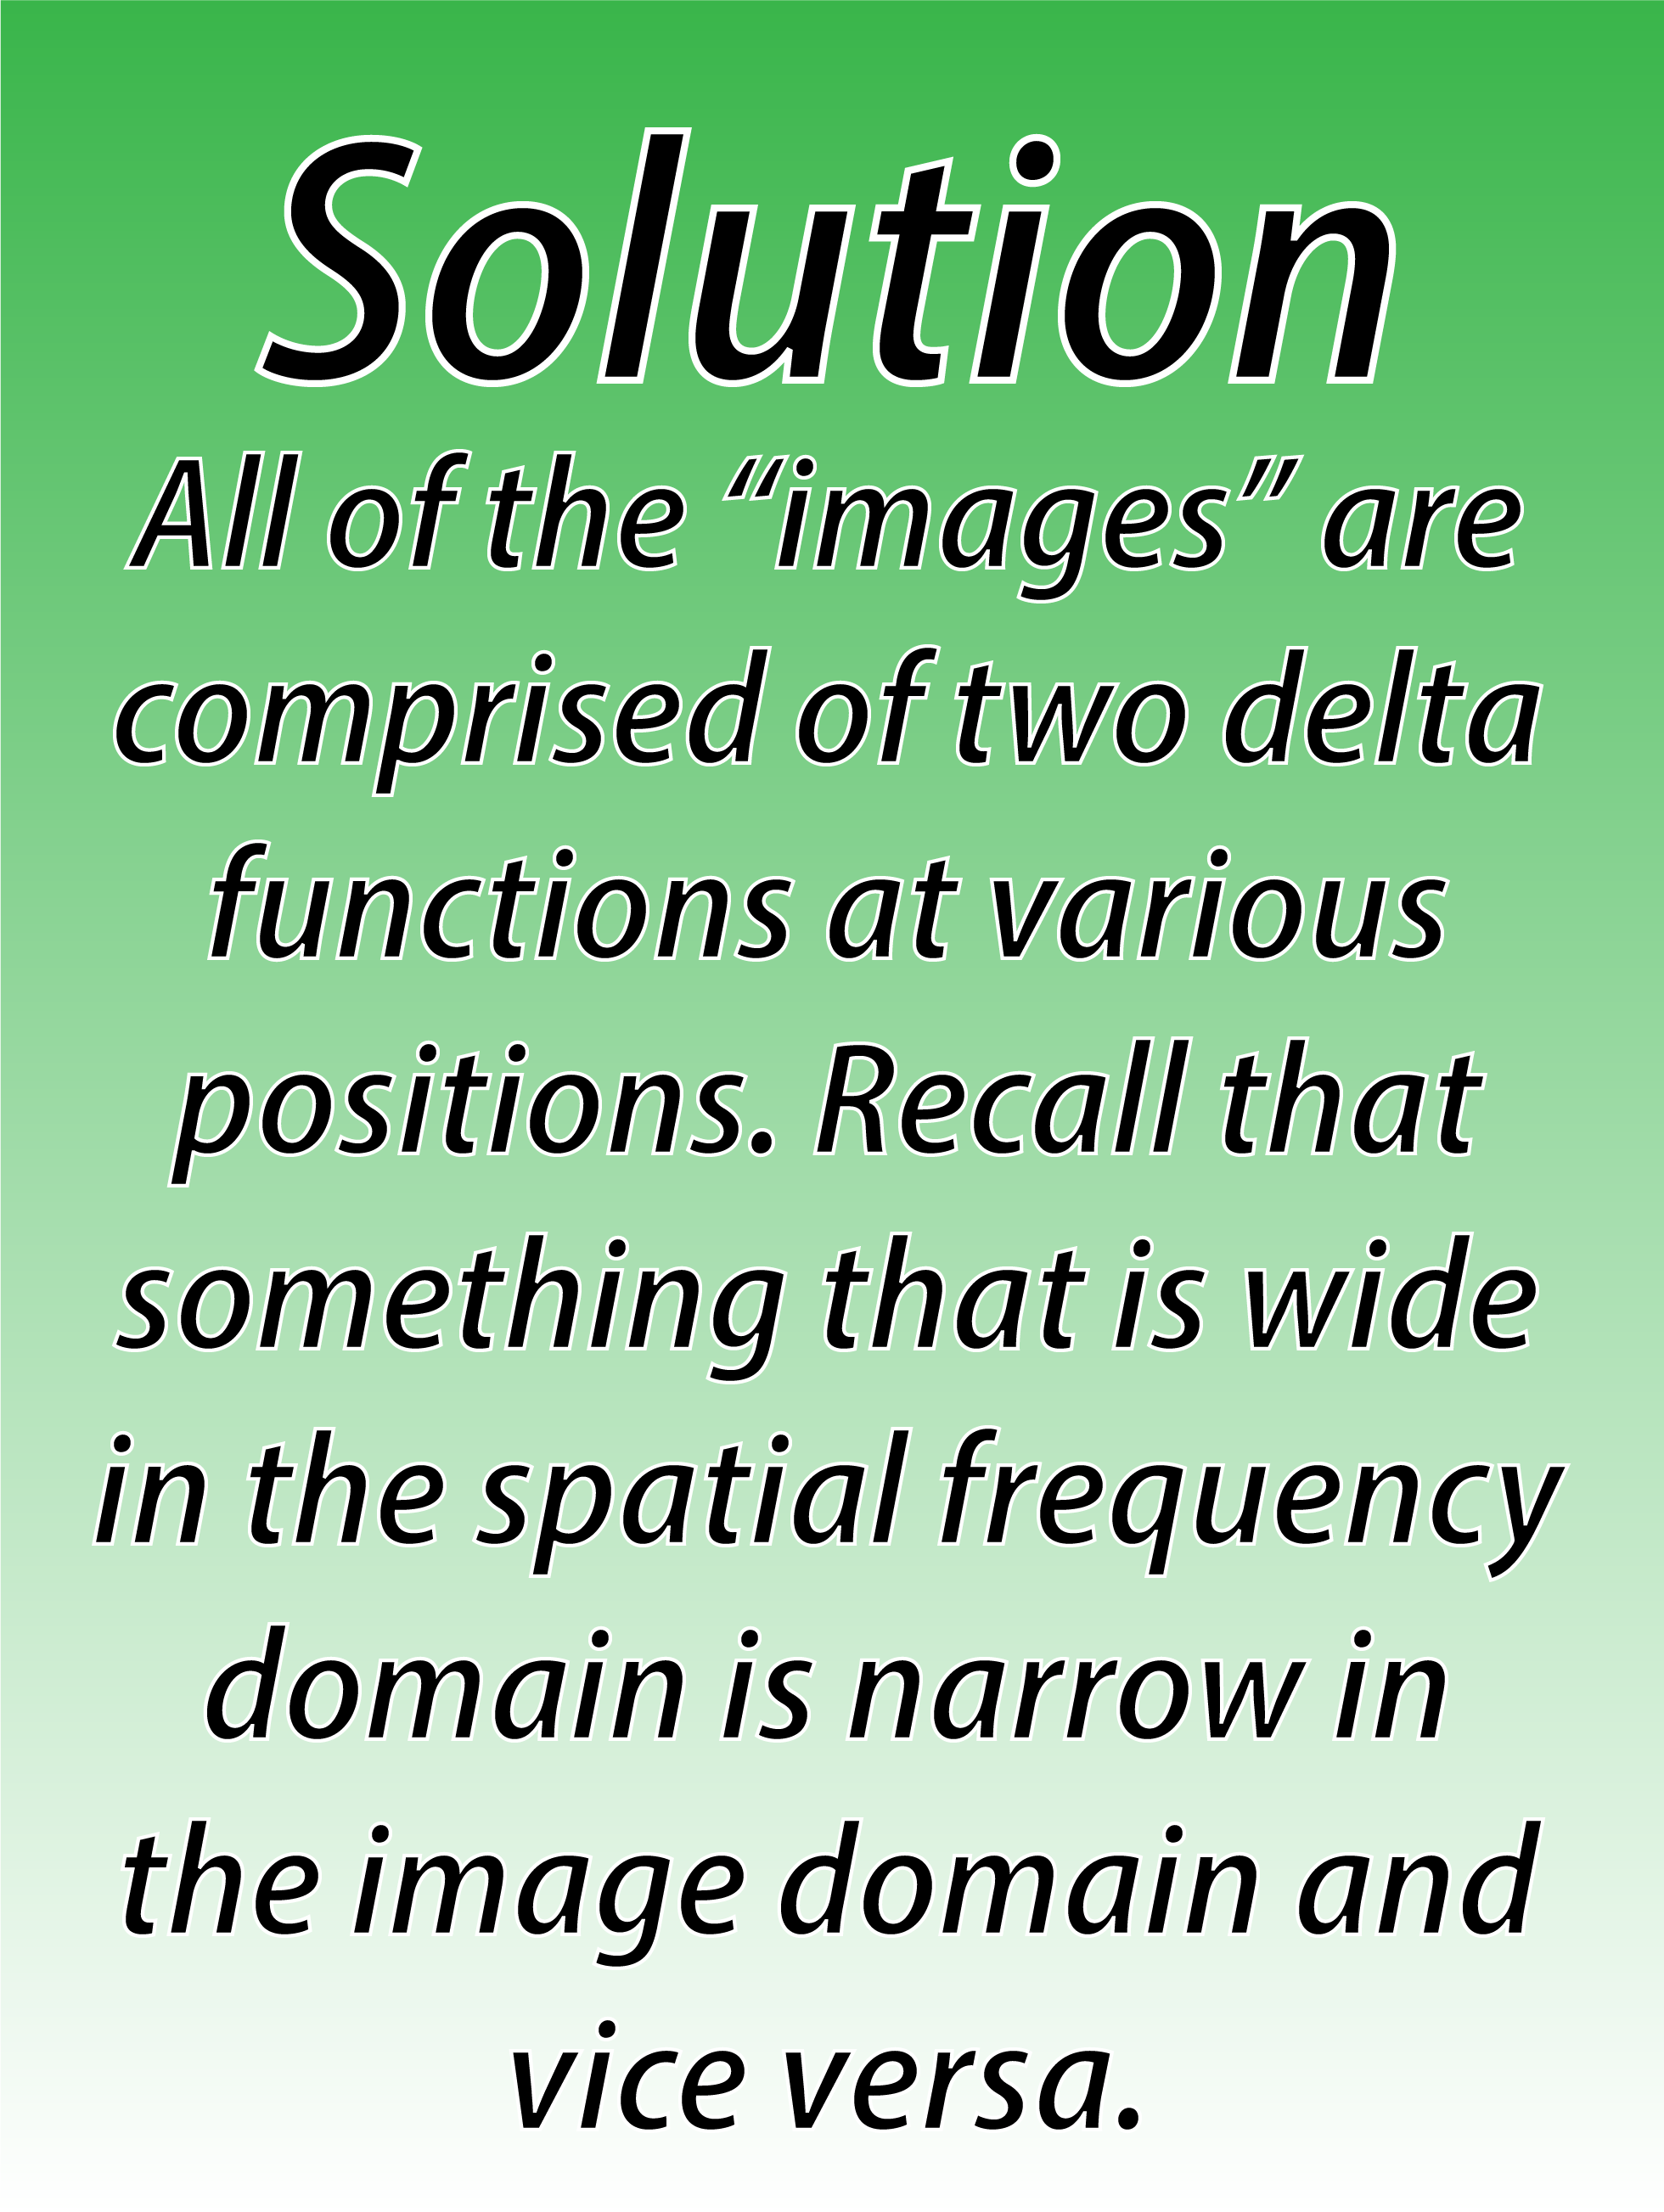 Solution
All of the “images” are
comprised of two delta
functions at various
positions. Recall that
something that is wide
in the spatial frequency
domain is narrow in
the image domain and
vice versa.